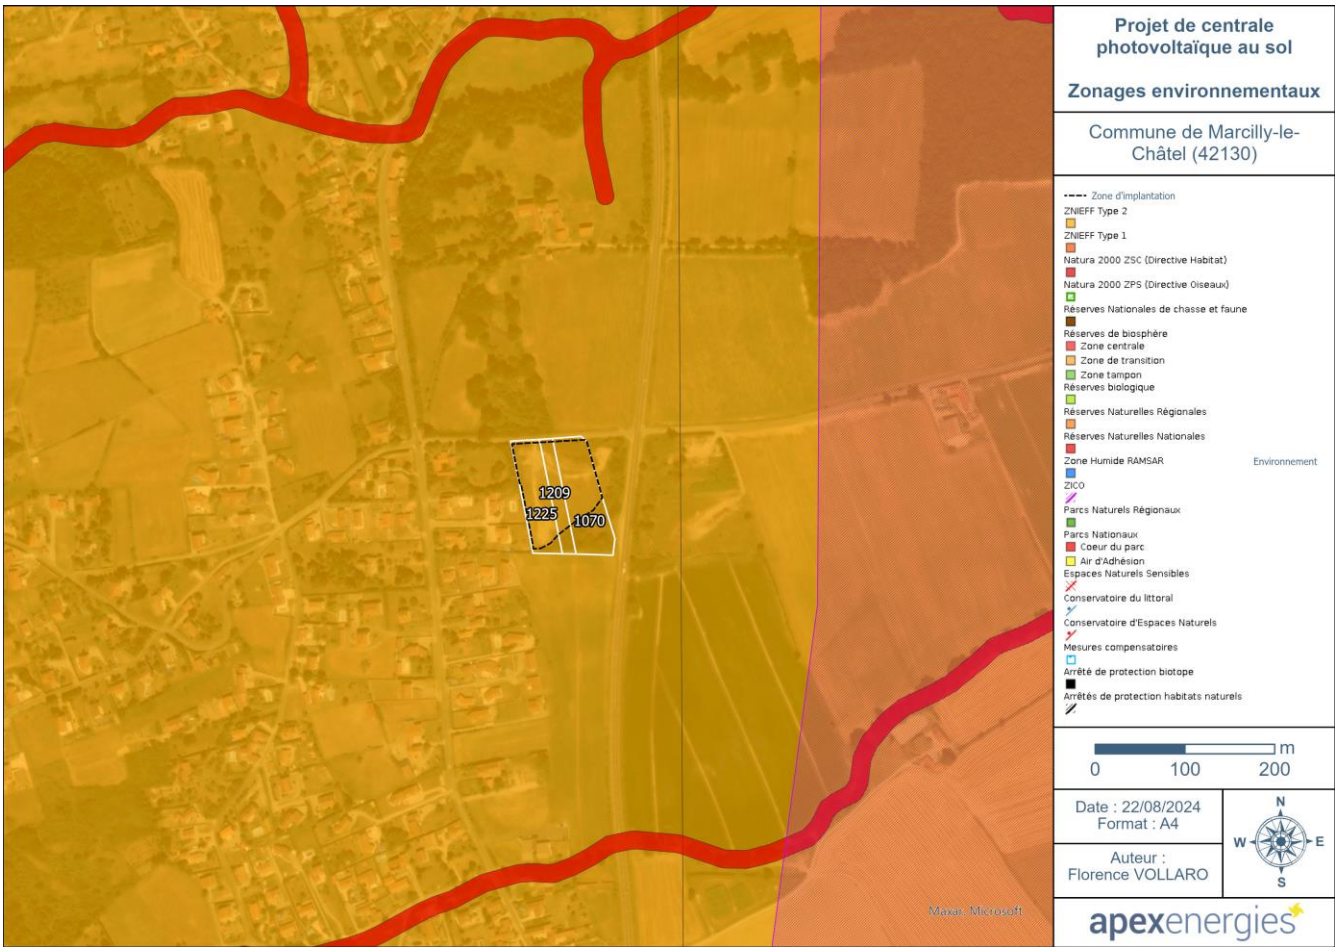 Projet de centrale
photovoltaïque au sol
Zonages environnementaux
Commune de Marcilly-le-
Châtel (42130)
Zone d'implantation
ZNIEFF Type 2
ZNIEFF Type 1
Natura 2000 ZSC (Directive Habitat)
Natura 2000 ZPS (Directive Oiseaux)
Réserves Nationales de chasse et faune
Réserves de biosphère
Zone centrale
Zone de transition
Zone tampon
Réserves biologique
Réserves Naturelles Régionales
Réserves Naturelles Nationales
Zone Humide RAMSAR
Environnement
ZICO
Parcs Naturels Régionaux
Parcs Nationaux
Coeur du parc
Air d'Adhésion
Espaces Naturels Sensibles
Conservatoire du littoral
Conservatoire d'Espaces Naturels
Mesures compensatoires
Arrêté de protection biotope
Arrêtés de protection habitats naturels
1209
1225
1070
m
0 100 200
Date : 22/08/2024
Format : A4
Auteur :
Florence VOLLARO
N
W E
S
Maxar, Microsoft
apexenergies